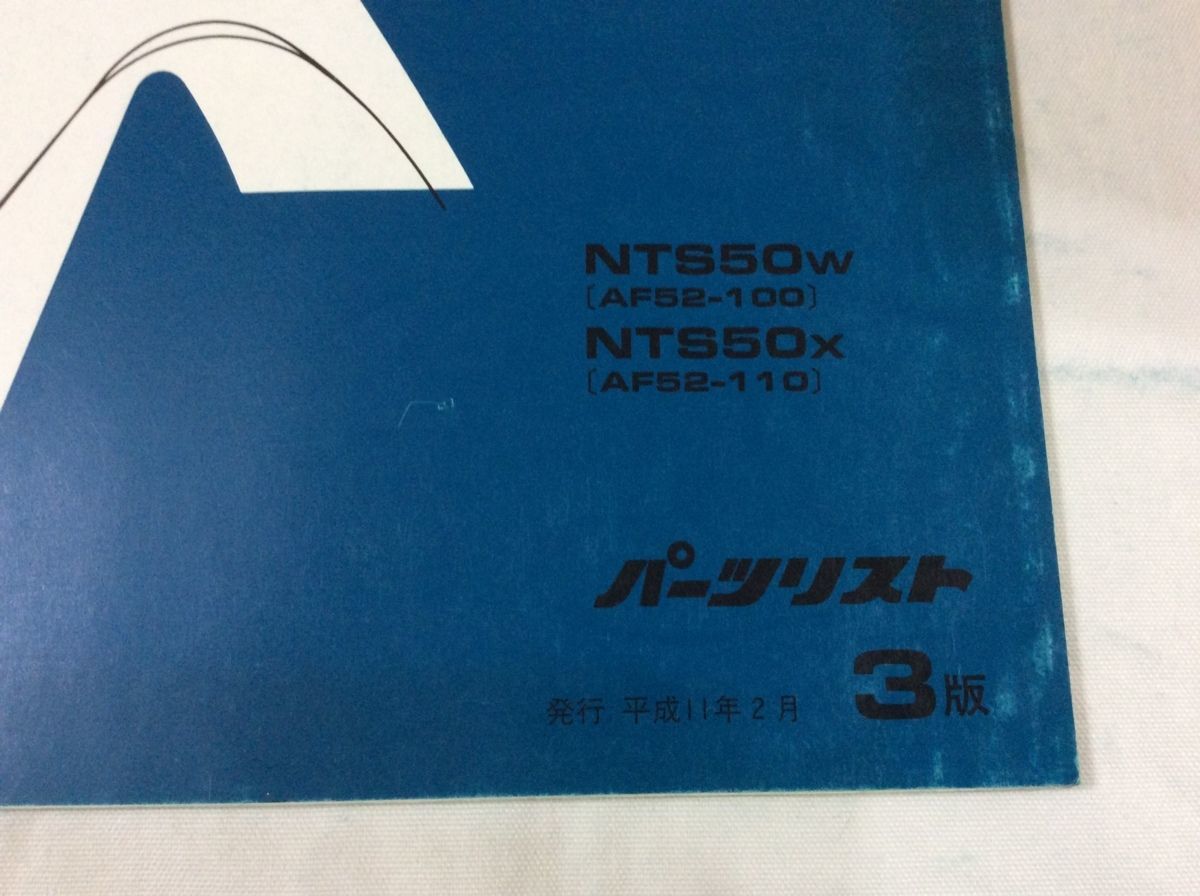 NTS50W
〔AF52-100〕
NTS50X
〔AF52-110〕
パーツリスト
発行 平成11年2月 3版